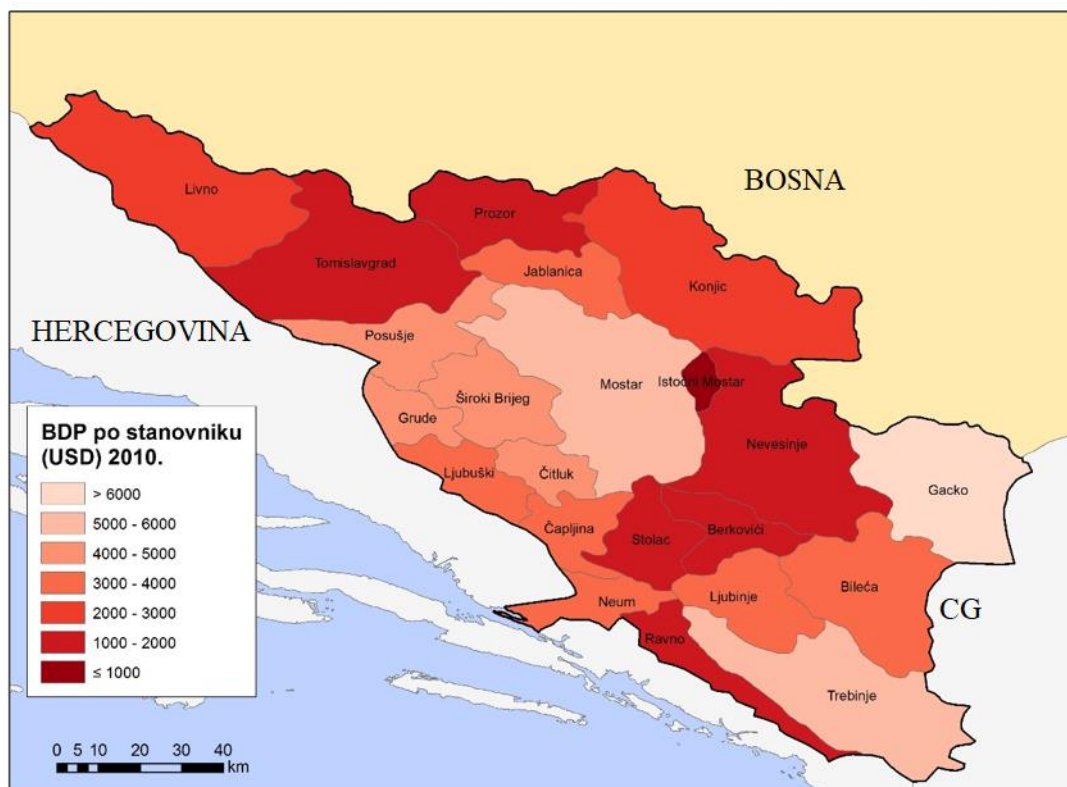 BOSNA
Livno
Prozor
Tomislavgrad
Jablanica
Konjic
HERCEGOVINA
Posušje
Mostar
Istočni Mostar
Široki Brijeg
Grude
Nevesinje
BDP po stanovniku
(USD) 2010.
> 6000
5000 - 6000
4000 - 5000
3000 - 4000
2000 - 3000
1000 - 2000
≤ 1000
Ljubuški
Čitluk
Gacko
Čapljina
Stolac
Berkovići
Bileća
Neum
Ljubinje
CG
Ravno
Trebinje
0 5 10 20 30 40
km